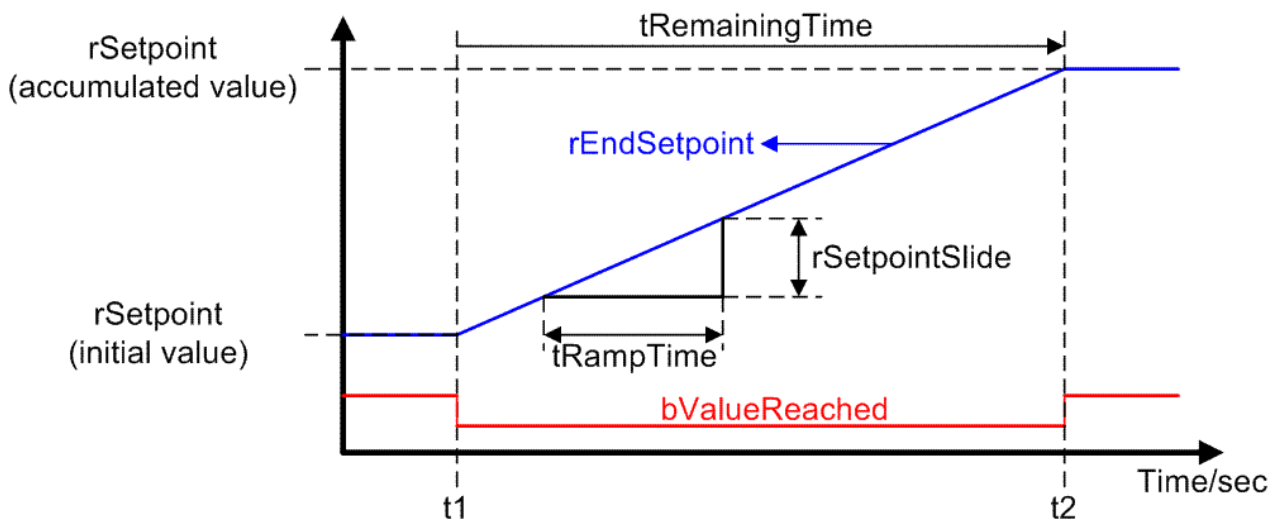 tRemainingTime
rSetpoint
(accumulated value)
rEndSetpoint
rSetpointSlide
rSetpoint
(initial value)
tRampTime
bValueReached
Time/sec
t1
t2